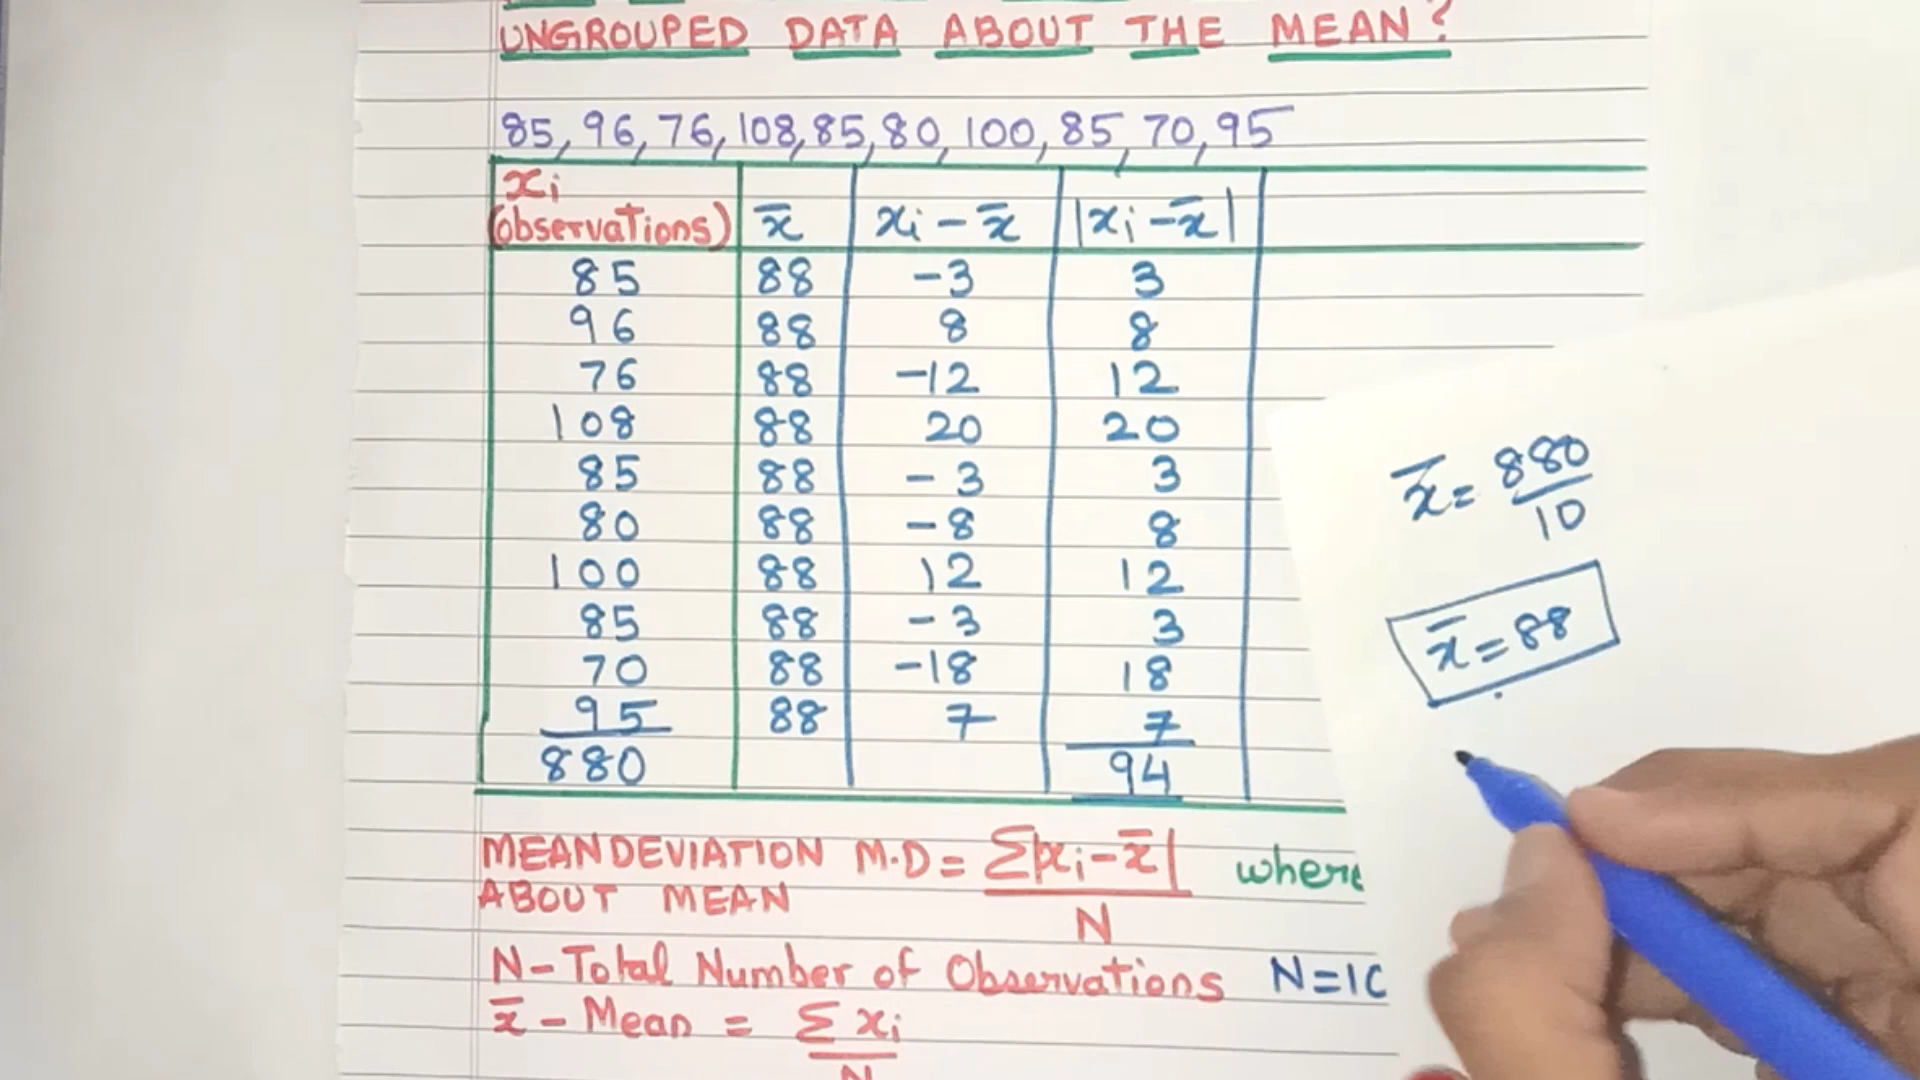 UNGROUPED DATA ABOUT THE MEAN?
85, 96, 76, 108, 85, 80, 100, 85, 70, 95
xi (observations) x̄ xi - x̄ |xi - x̄|
85 88 -3 3
96 88 8 8
76 88 -12 12
108 88 20 20
85 88 -3 3
80 88 -8 8
100 88 12 12
85 88 -3 3
70 88 -18 18
95 88 7 7
880 94
x̄ = 880/10
x̄ = 88
MEAN DEVIATION M.D = Σ|xi - x̄| where
ABOUT MEAN N
N - Total Number of Observations N = 10
x̄ - Mean = Σxi
N